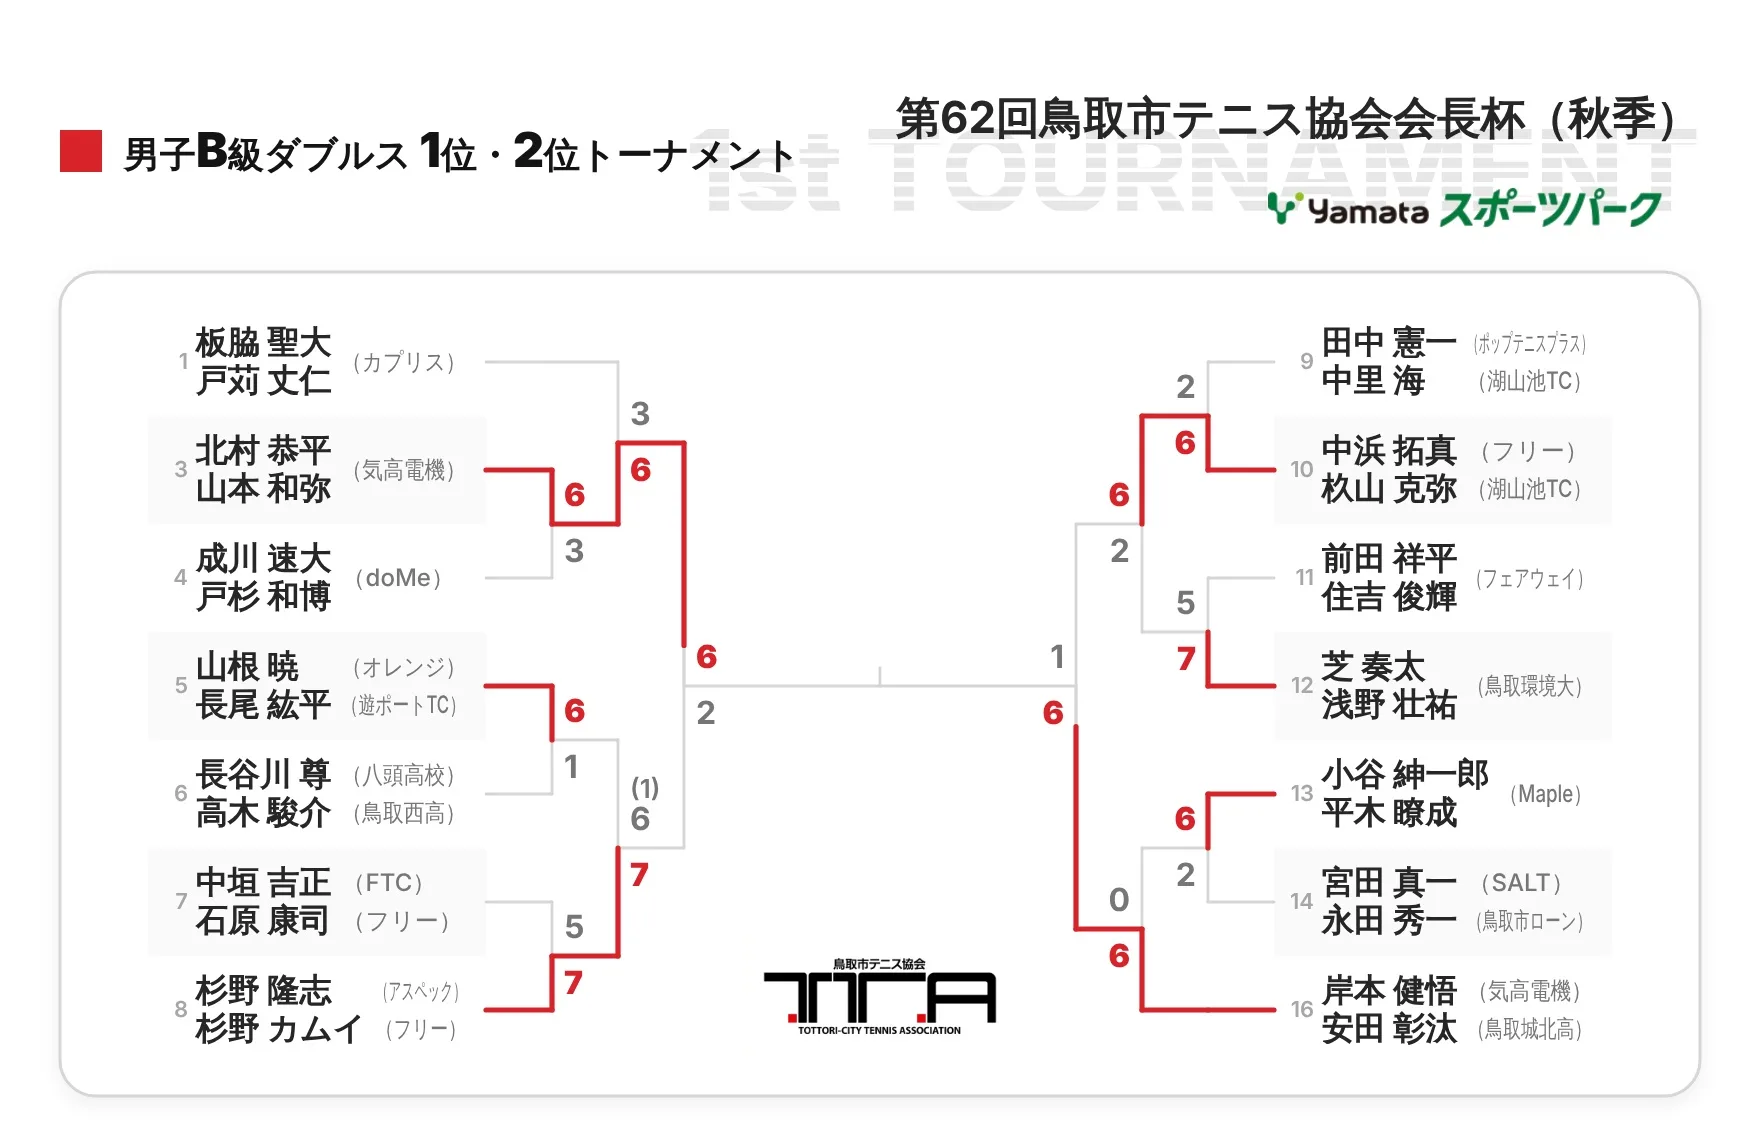 第62回鳥取市テニス協会会長杯（秋季）
男子B級ダブルス 1位・2位トーナメント
1st TOURNAMENT
Yamata スポーツパーク
1 板脇 聖大 （カプリス）
戸苅 丈仁
3 北村 恭平 （気高電機）
山本 和弥
4 成川 速大 （doMe）
戸杉 和博
5 山根 暁 （オレンジ）
長尾 紘平 （遊ポートTC）
6 長谷川 尊 （八頭高校）
高木 駿介 （鳥取西高）
7 中垣 吉正 （FTC）
石原 康司 （フリー）
8 杉野 隆志 （アスペック）
杉野 カムイ （フリー）
3
6
6
3
6
1
(1)
6
7
5
7
6
2
9 田中 憲一 （ポップテニスプラス）
中里 海 （湖山池TC）
10 中浜 拓真 （フリー）
杁山 克弥 （湖山池TC）
11 前田 祥平 （フェアウェイ）
住吉 俊輝
12 芝 奏太 （鳥取環境大）
浅野 壮祐
13 小谷 紳一郎 （Maple）
平木 瞭成
14 宮田 真一 （SALT）
永田 秀一 （鳥取市ローン）
16 岸本 健悟 （気高電機）
安田 彰汰 （鳥取城北高）
2
6
6
2
5
7
1
6
6
2
0
6
鳥取市テニス協会
TTA
TOTTORI-CITY TENNIS ASSOCIATION